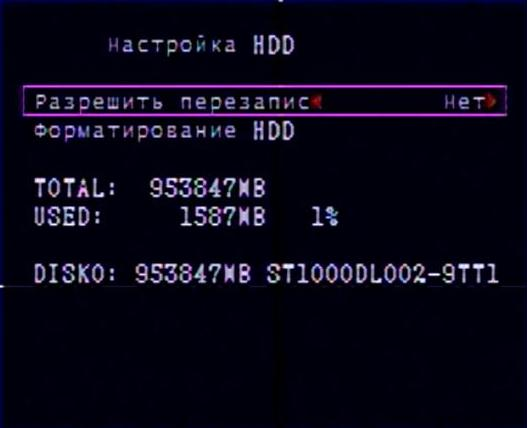 Настройка HDD
Разрешить перезапис Нет
Форматирование HDD
TOTAL: 953847MB
USED: 1587MB 1%
DISK0: 953847MB ST1000DL002-9TT1